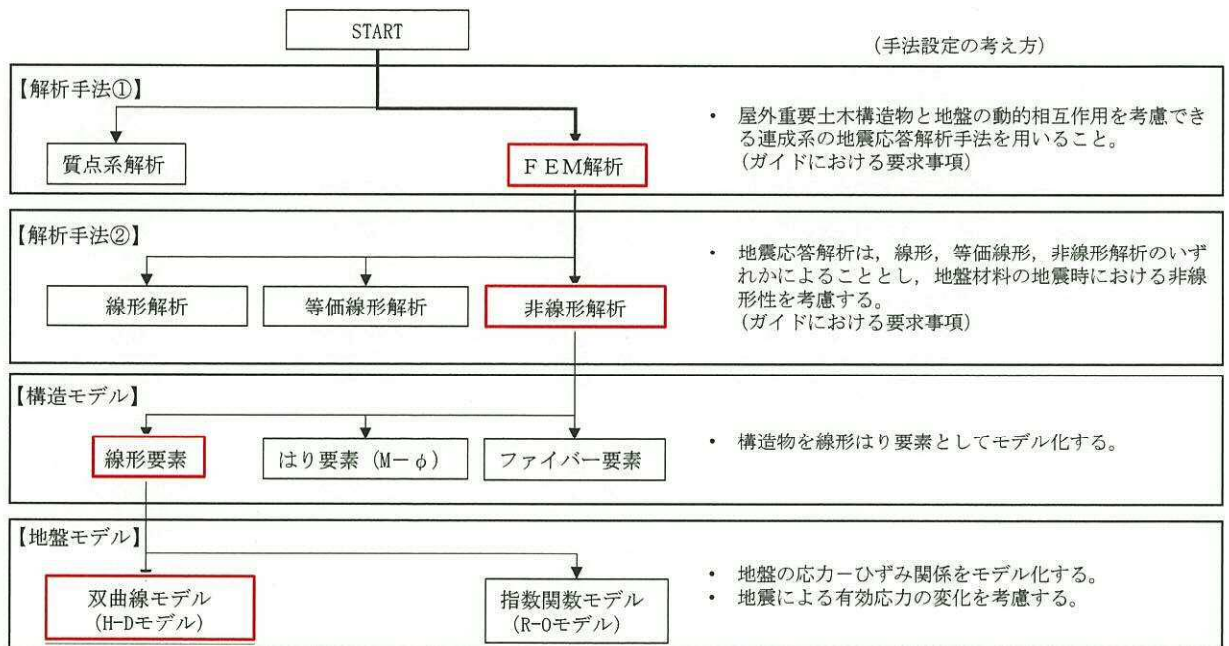 START
(手法設定の考え方)
【解析手法①】
質点系解析
ＦＥＭ解析
・ 屋外重要土木構造物と地盤の動的相互作用を考慮でき
る連成系の地震応答解析手法を用いること。
(ガイドにおける要求事項)
【解析手法②】
線形解析
等価線形解析
非線形解析
・ 地震応答解析は，線形，等価線形，非線形解析のいず
れかによることとし，地盤材料の地震時における非線
形性を考慮する。
(ガイドにおける要求事項)
【構造モデル】
線形要素
はり要素（M－φ）
ファイバー要素
・ 構造物を線形はり要素としてモデル化する。
【地盤モデル】
双曲線モデル
(H-Dモデル)
指数関数モデル
(R-Oモデル)
・ 地盤の応力－ひずみ関係をモデル化する。
・ 地震による有効応力の変化を考慮する。